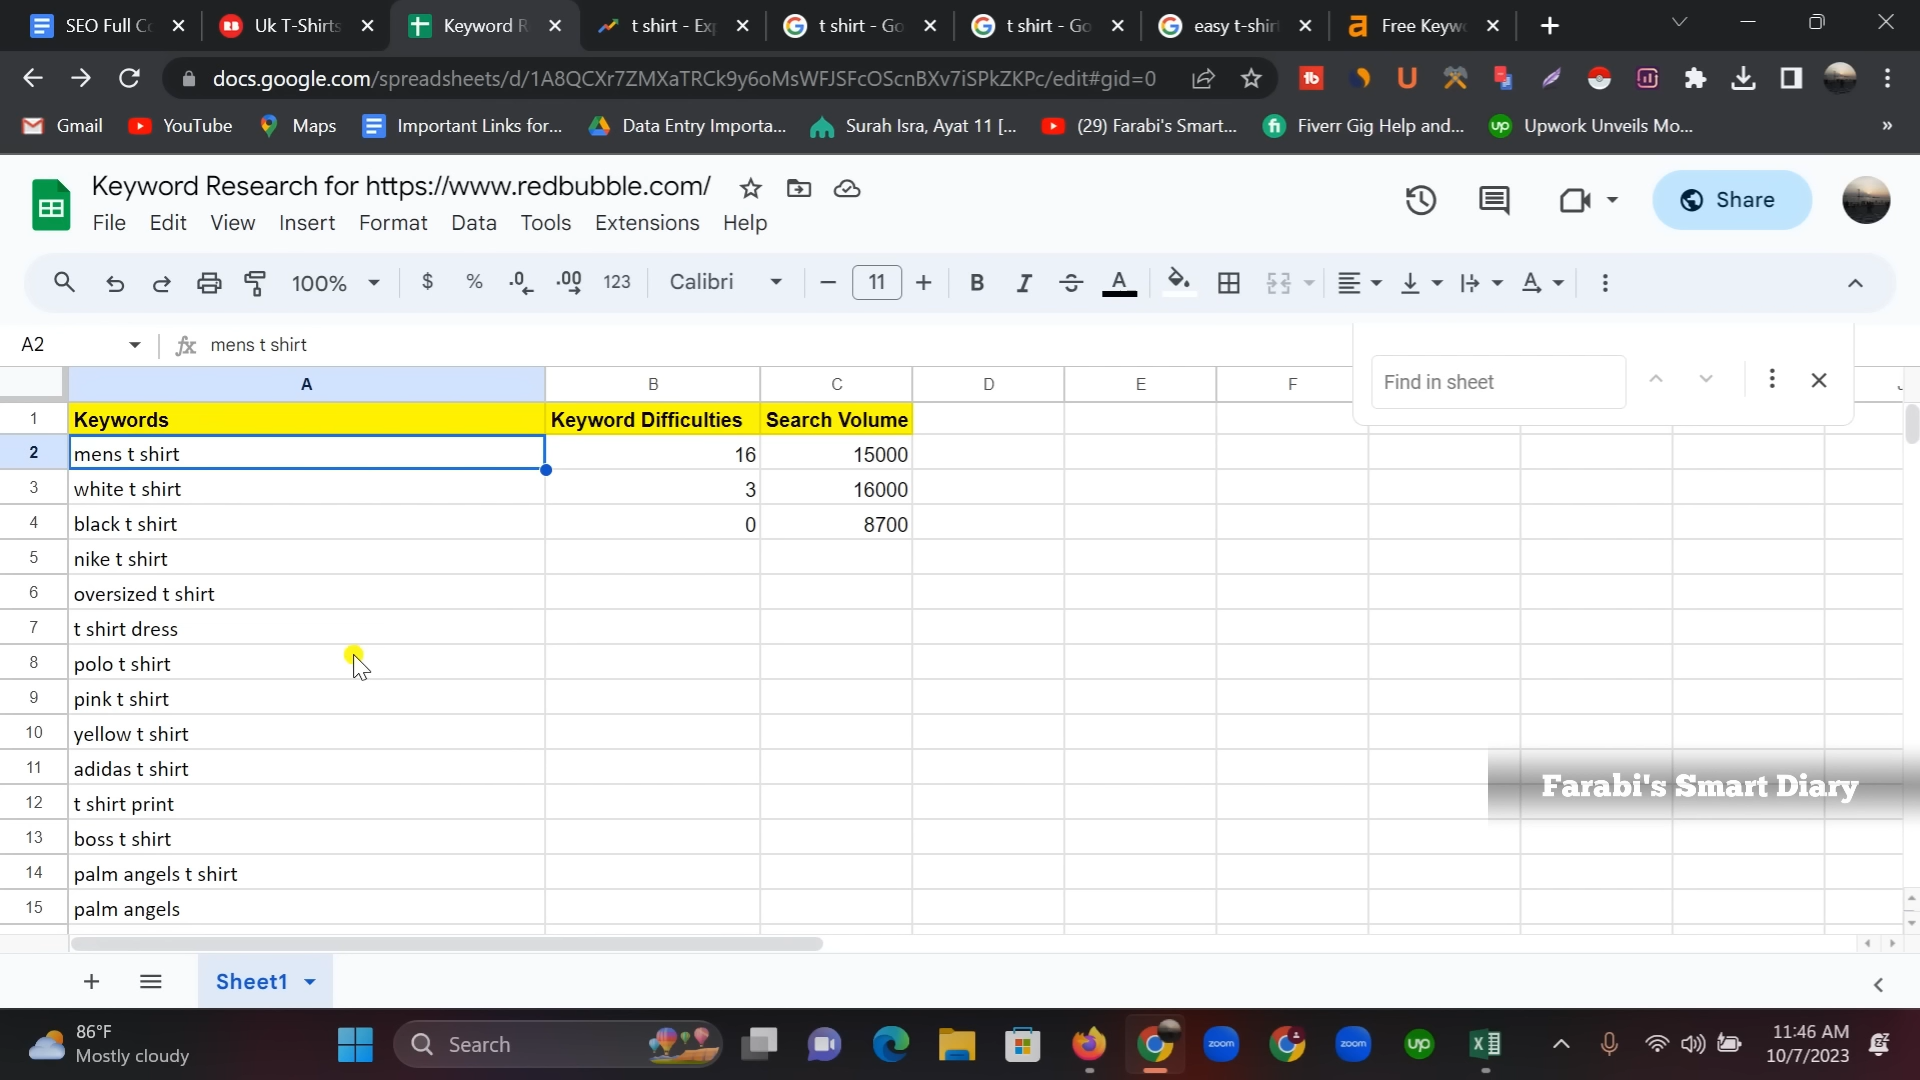 SEO Full C
Uk T-Shirts
Keyword R
t shirt - Exp
t shirt - Go
t shirt - Go
easy t-shirt
Free Keyw
docs.google.com/spreadsheets/d/1A8QCXr7ZMXaTRCk9y6oMsWFJSFcOScnBXv7iSPkZKPc/edit#gid=0
Gmail
YouTube
Maps
Important Links for...
Data Entry Importa...
Surah Isra, Ayat 11 [...
(29) Farabi's Smart...
Fiverr Gig Help and...
Upwork Unveils Mo...
»
Keyword Research for https://www.redbubble.com/
File Edit View Insert Format Data Tools Extensions Help
Share
100% $ % .0 .00 123 Calibri 11 B I A
A2 fx mens t shirt
Find in sheet
A B C D E F
1 Keywords Keyword Difficulties Search Volume
2 mens t shirt 16 15000
3 white t shirt 3 16000
4 black t shirt 0 8700
5 nike t shirt
6 oversized t shirt
7 t shirt dress
8 polo t shirt
9 pink t shirt
10 yellow t shirt
11 adidas t shirt
12 t shirt print
13 boss t shirt
14 palm angels t shirt
15 palm angels
Farabi's Smart Diary
Sheet1
86°F
Mostly cloudy
Search
zoom
zoom
up
11:46 AM
10/7/2023